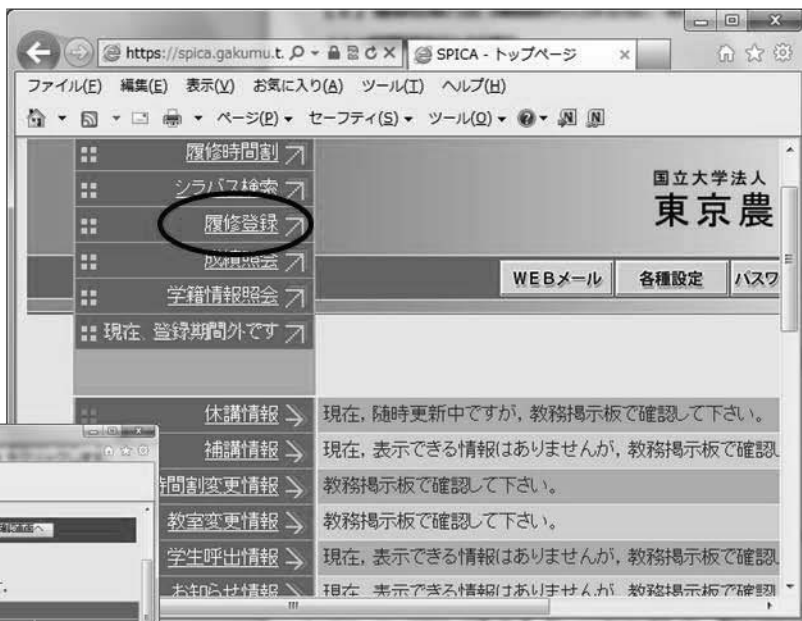 https://spica.gakumu.t.
SPICA - トップページ
ファイル(F) 編集(E) 表示(V) お気に入り(A) ツール(T) ヘルプ(H)
ページ(P) セーフティ(S) ツール(O)
履修時間割
シラバス検索
履修登録
成績照会
学籍情報照会
現在、登録期間外です
国立大学法人
東京農
WEBメール 各種設定 パスワ
休講情報 現在, 随時更新中ですが, 教務掲示板で確認して下さい。
補講情報 現在, 表示できる情報はありませんが, 教務掲示板で確認
時間割変更情報 教務掲示板で確認して下さい。
教室変更情報 教務掲示板で確認して下さい。
学生呼出情報 現在, 表示できる情報はありませんが, 教務掲示板で確認
お知らせ情報 現在, 表示できる情報はありませんが, 教務掲示板で確認